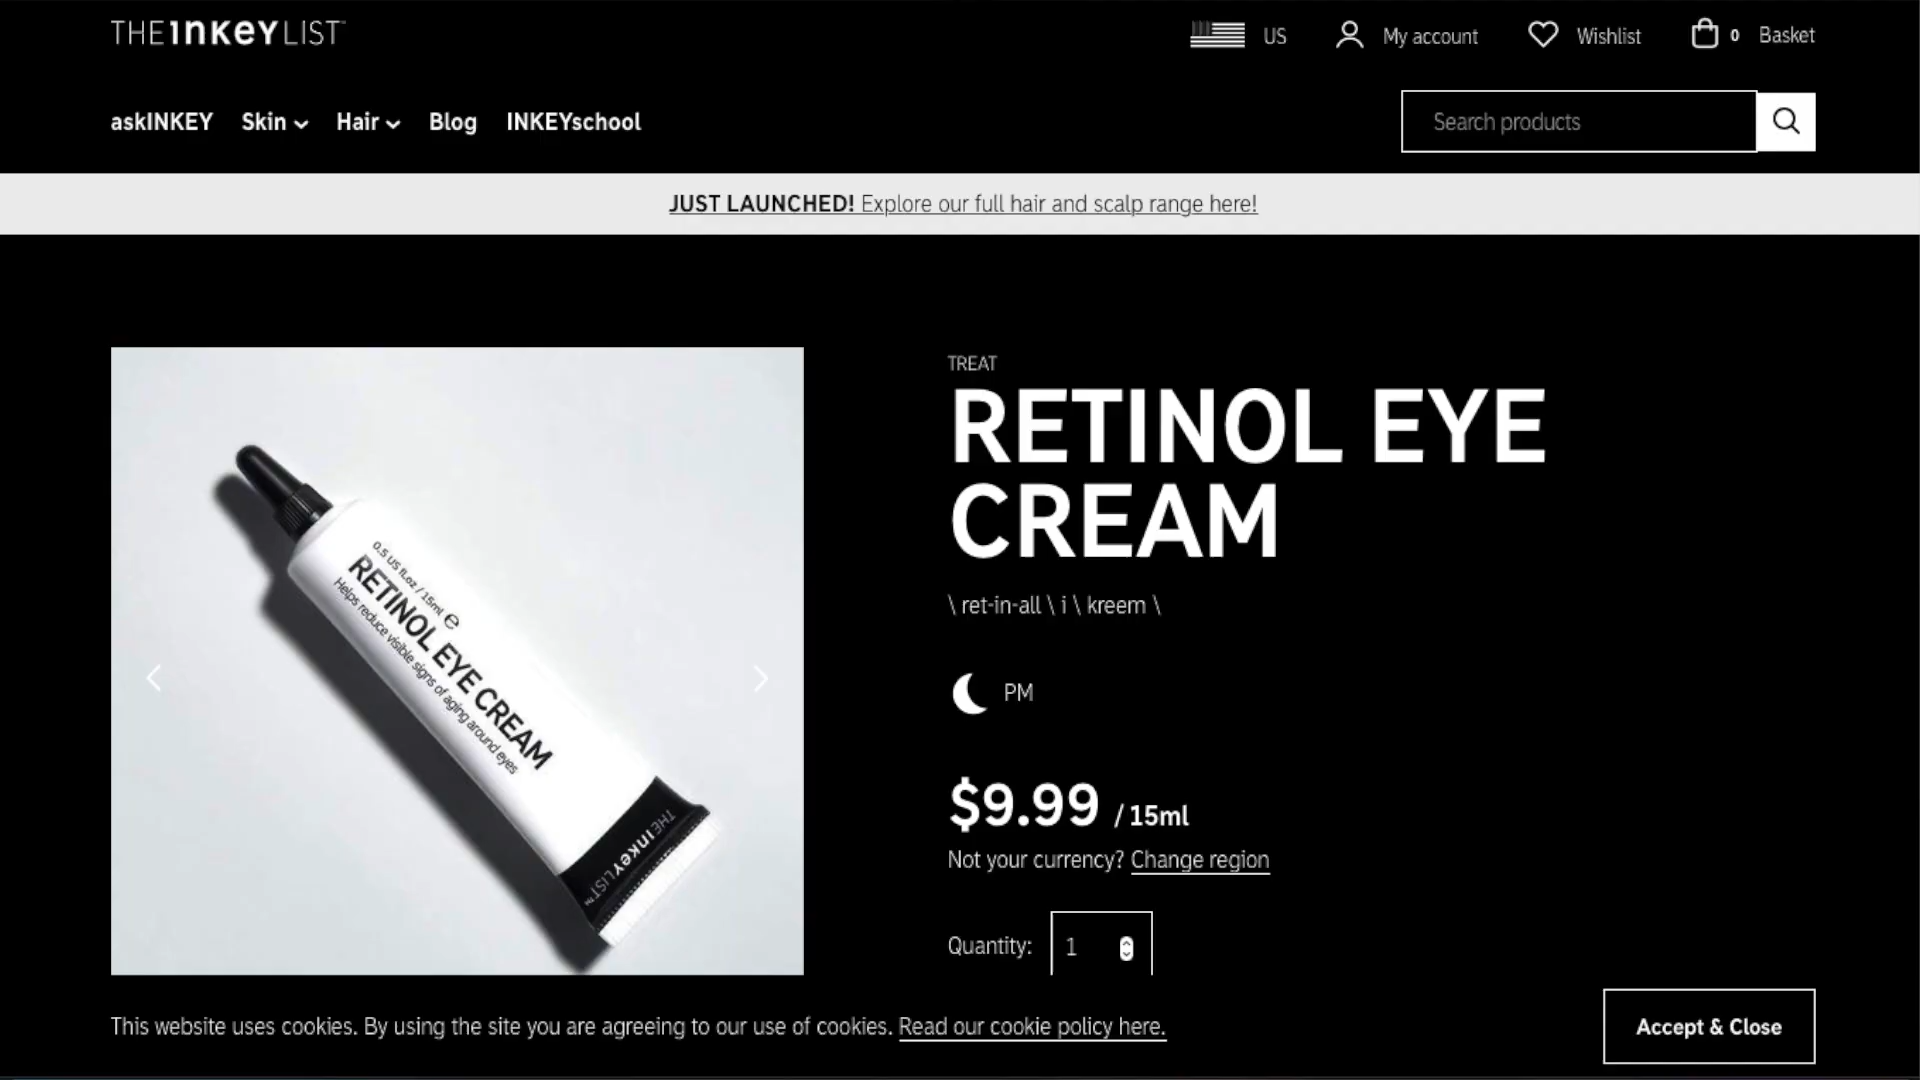 THE INKEY LIST™
US
My account
Wishlist
0
Basket
askINKEY
Skin
Hair
Blog
INKEYschool
Search products
JUST LAUNCHED! Explore our full hair and scalp range here!
0.5 US fl.oz / 15ml ℮
RETINOL EYE CREAM
Helps reduce visible signs of aging around eyes
THE INKEY LIST™
TREAT
RETINOL EYE
CREAM
\ ret-in-all \ i \ kreem \
PM
$9.99 / 15ml
Not your currency? Change region
Quantity: 1
This website uses cookies. By using the site you are agreeing to our use of cookies. Read our cookie policy here.
Accept & Close